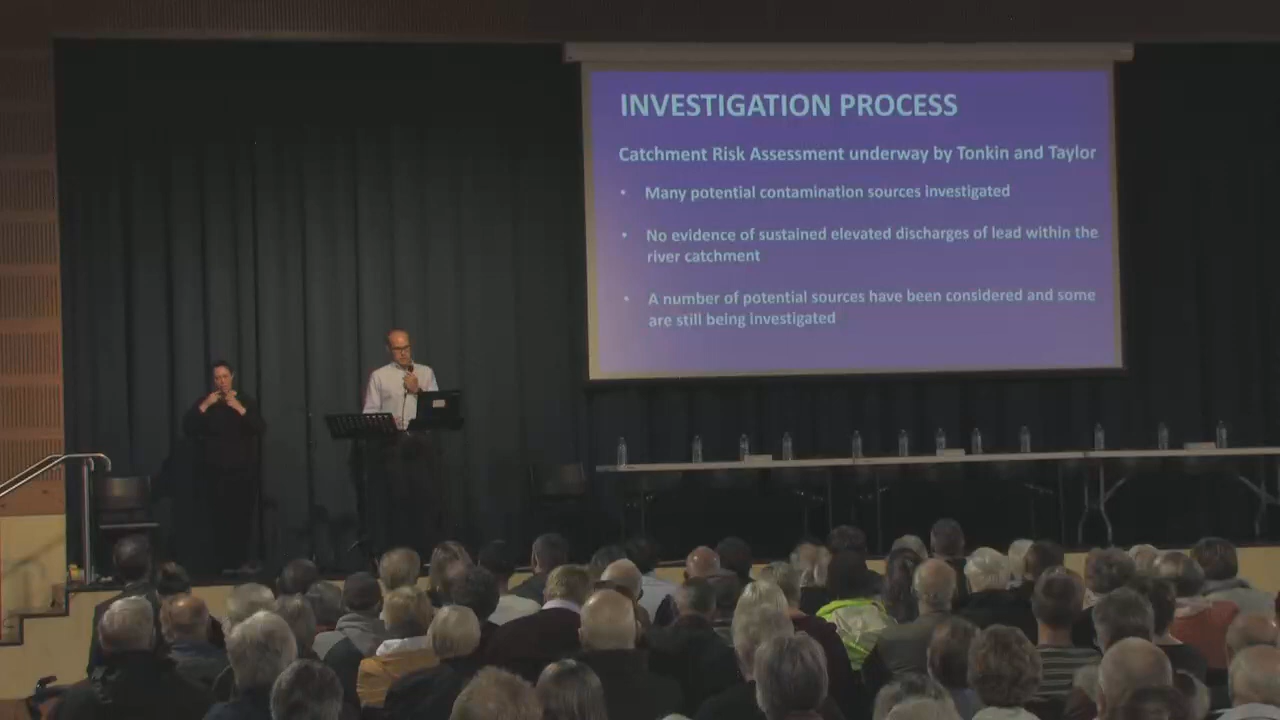 INVESTIGATION PROCESS
Catchment Risk Assessment underway by Tonkin and Taylor
• Many potential contamination sources investigated
• No evidence of sustained elevated discharges of lead within the
river catchment
• A number of potential sources have been considered and some
are still being investigated